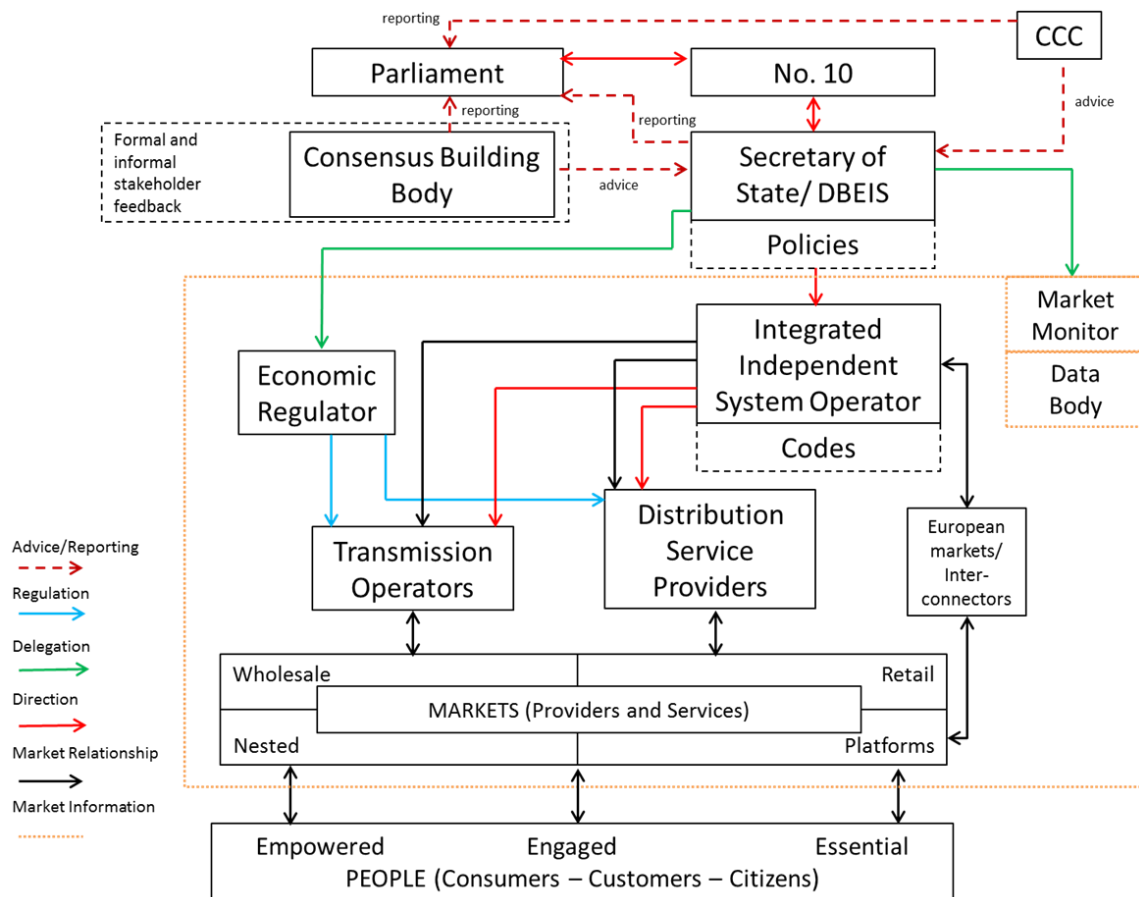 reporting
CCC
Parliament
No. 10
advice
reporting
reporting
Formal and
informal
stakeholder
feedback
Consensus Building
Body
advice
Secretary of
State/ DBEIS
Policies
Market
Monitor
Data
Body
Integrated
Independent
System Operator
Codes
Economic
Regulator
Transmission
Operators
Distribution
Service
Providers
European
markets/
Inter-
connectors
Advice/Reporting
Regulation
Delegation
Direction
Market Relationship
Market Information
Wholesale
Retail
MARKETS (Providers and Services)
Nested
Platforms
Empowered
Engaged
Essential
PEOPLE (Consumers – Customers – Citizens)